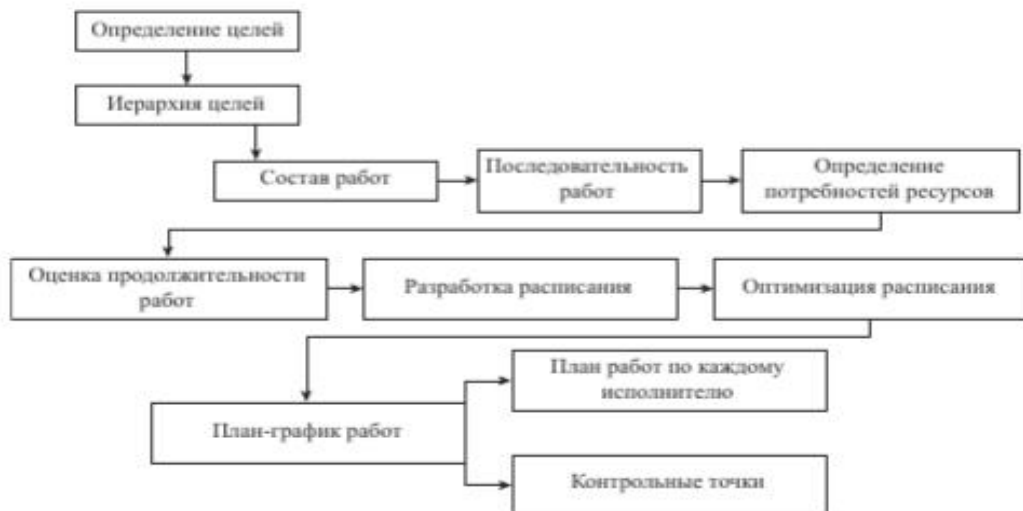 Определение целей
Иерархия целей
Состав работ
Последовательность
работ
Определение
потребностей ресурсов
Оценка продолжительности
работ
Разработка расписания
Оптимизация расписания
План-график работ
План работ по каждому
исполнителю
Контрольные точки